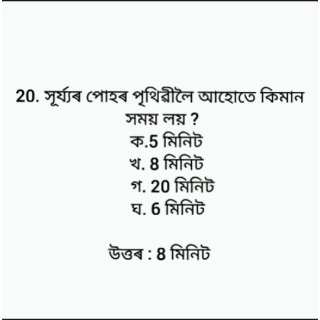 20. সূৰ্য্যৰ পোহৰ পৃথিৱীলৈ আহোতে কিমান
সময় লয় ?
ক.5 মিনিট
খ. 8 মিনিট
গ. 20 মিনিট
ঘ. 6 মিনিট
উত্তৰ : 8 মিনিট